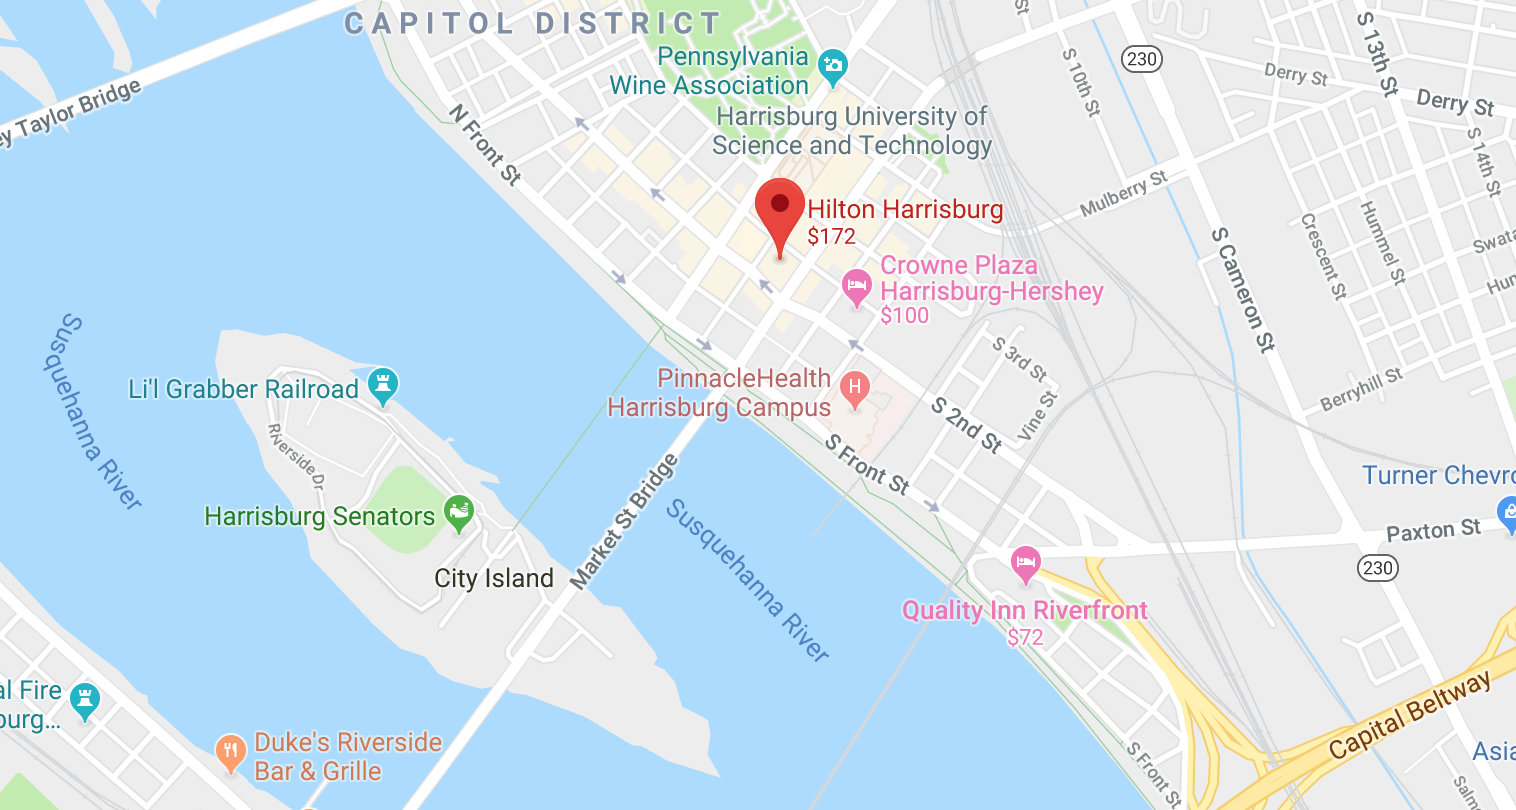 CAPITOL DISTRICT
Pennsylvania
Wine Association
230
S 10th St
S 13th St
Derry St
Derry St
ey Taylor Bridge
N Front St
Harrisburg University of
Science and Technology
S 14th St
Mulberry St
Hilton Harrisburg
$172
Crescent St
Hummel St
Swata
Hun
S Cameron St
Crowne Plaza
Harrisburg-Hershey
$100
Susquehanna River
Li'l Grabber Railroad
PinnacleHealth
Harrisburg Campus
H
S 3rd St
Vine St
Berryhill St
S 2nd St
Riverside Dr
S Front St
Market St Bridge
Turner Chevro
Harrisburg Senators
Susquehanna River
Paxton St
230
City Island
Quality Inn Riverfront
$72
al Fire
burg...
Duke's Riverside
Bar & Grille
Capital Beltway
S Front St
Asia
Salmo